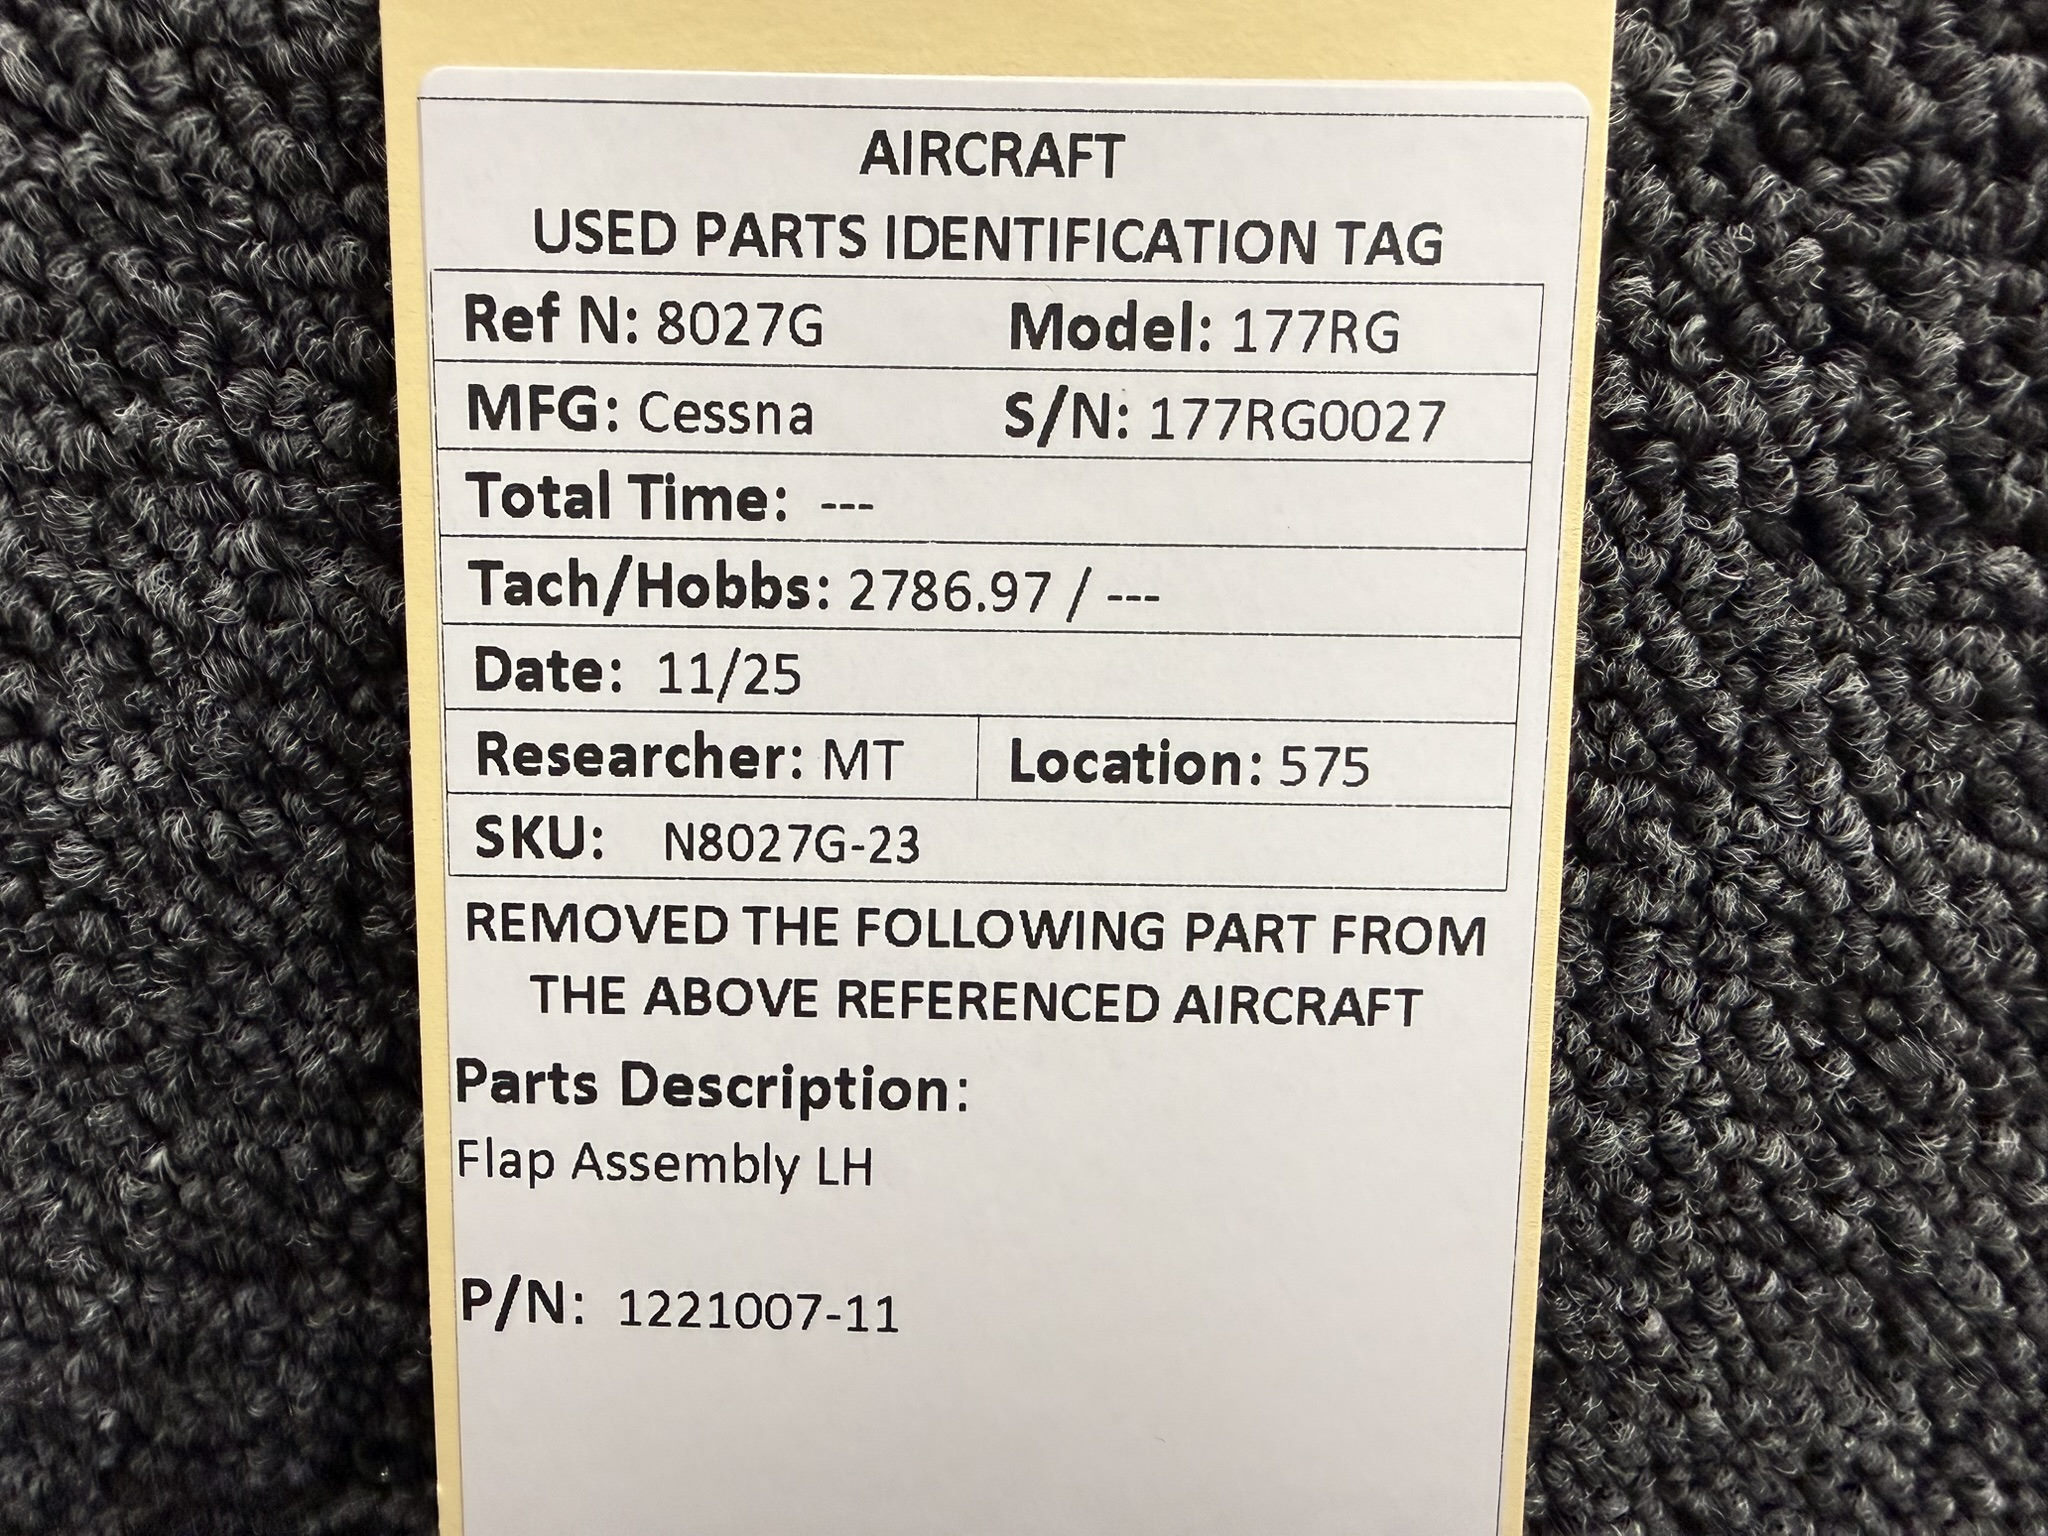 AIRCRAFT
USED PARTS IDENTIFICATION TAG
Ref N: 8027G Model: 177RG
MFG: Cessna S/N: 177RG0027
Total Time: ---
Tach/Hobbs: 2786.97 / ---
Date: 11/25
Researcher: MT Location: 575
SKU: N8027G-23
REMOVED THE FOLLOWING PART FROM
THE ABOVE REFERENCED AIRCRAFT
Parts Description:
Flap Assembly LH
P/N: 1221007-11